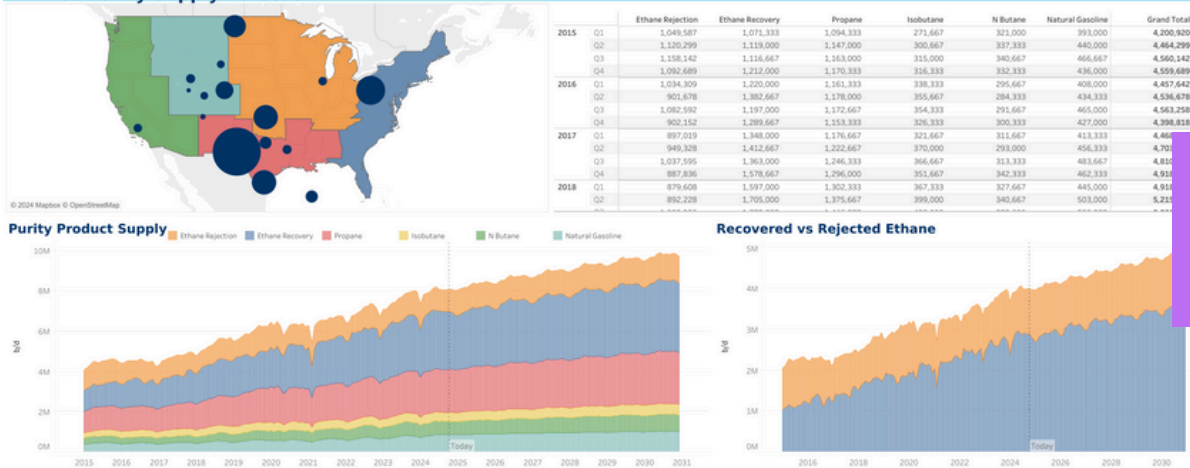 © 2024 Mapbox © OpenStreetMap
Ethane Rejection Ethane Recovery Propane Isobutane N Butane Natural Gasoline Grand Total
2015 Q1 1,049,587 1,071,333 1,094,333 271,667 321,000 393,000 4,200,920
Q2 1,120,299 1,119,000 1,147,000 300,667 337,333 440,000 4,464,299
Q3 1,158,142 1,116,667 1,163,000 315,000 340,667 466,667 4,560,142
Q4 1,092,689 1,212,000 1,170,333 316,333 332,333 436,000 4,559,689
2016 Q1 1,034,309 1,220,000 1,161,333 338,333 295,667 408,000 4,457,642
Q2 901,678 1,382,667 1,178,000 355,667 284,333 434,333 4,536,678
Q3 1,082,592 1,197,000 1,172,667 354,333 291,667 465,000 4,563,258
Q4 902,152 1,289,667 1,153,333 326,333 300,333 427,000 4,398,818
2017 Q1 897,019 1,348,000 1,176,667 321,667 311,667 413,333
Q2 949,328 1,412,667 1,222,667 370,000 293,000 456,333
Q3 1,037,595 1,363,000 1,246,333 366,667 313,333 483,667
Q4 887,836 1,578,667 1,296,000 351,667 342,333 462,333
2018 Q1 879,608 1,597,000 1,302,333 367,333 327,667 445,000
Q2 892,228 1,705,000 1,375,667 399,000 340,667 503,000
Purity Product Supply
Ethane Rejection Ethane Recovery Propane Isobutane N Butane Natural Gasoline
10M
8M
6M
b/d
4M
2M
0M
Today
2015 2016 2017 2018 2019 2020 2021 2022 2023 2024 2025 2026 2027 2028 2029 2030 2031
Recovered vs Rejected Ethane
5M
4M
3M
b/d
2M
1M
0M
Today
2016 2018 2020 2022 2024 2026 2028 2030